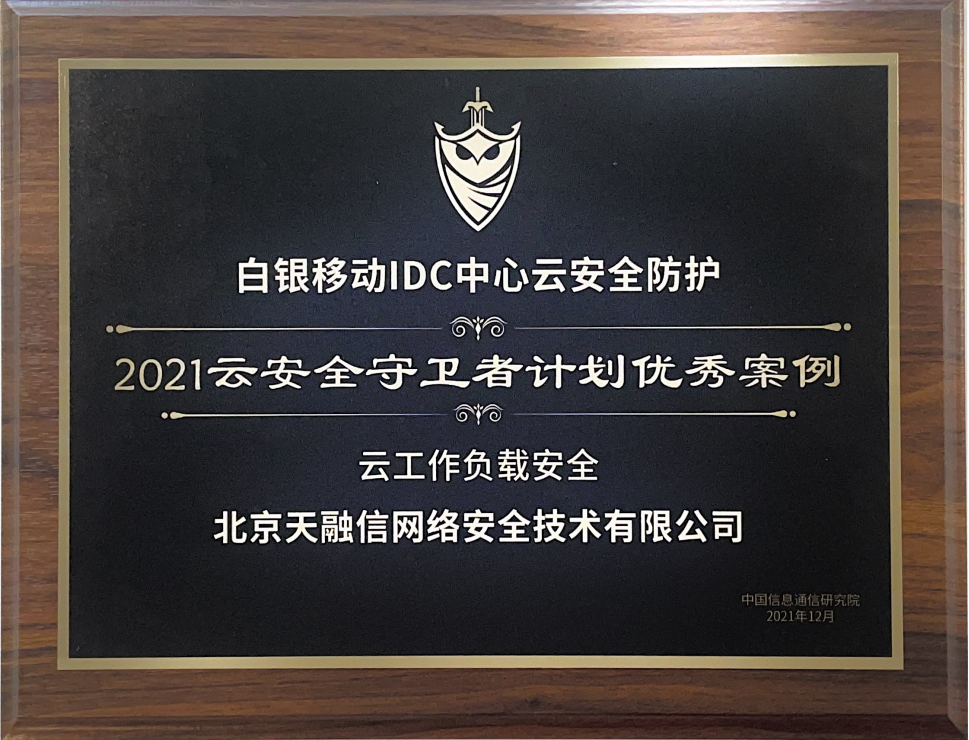 白银移动IDC中心云安全防护
2021云安全守卫者计划优秀案例
云工作负载安全
北京天融信网络安全技术有限公司
中国信息通信研究院
2021年12月